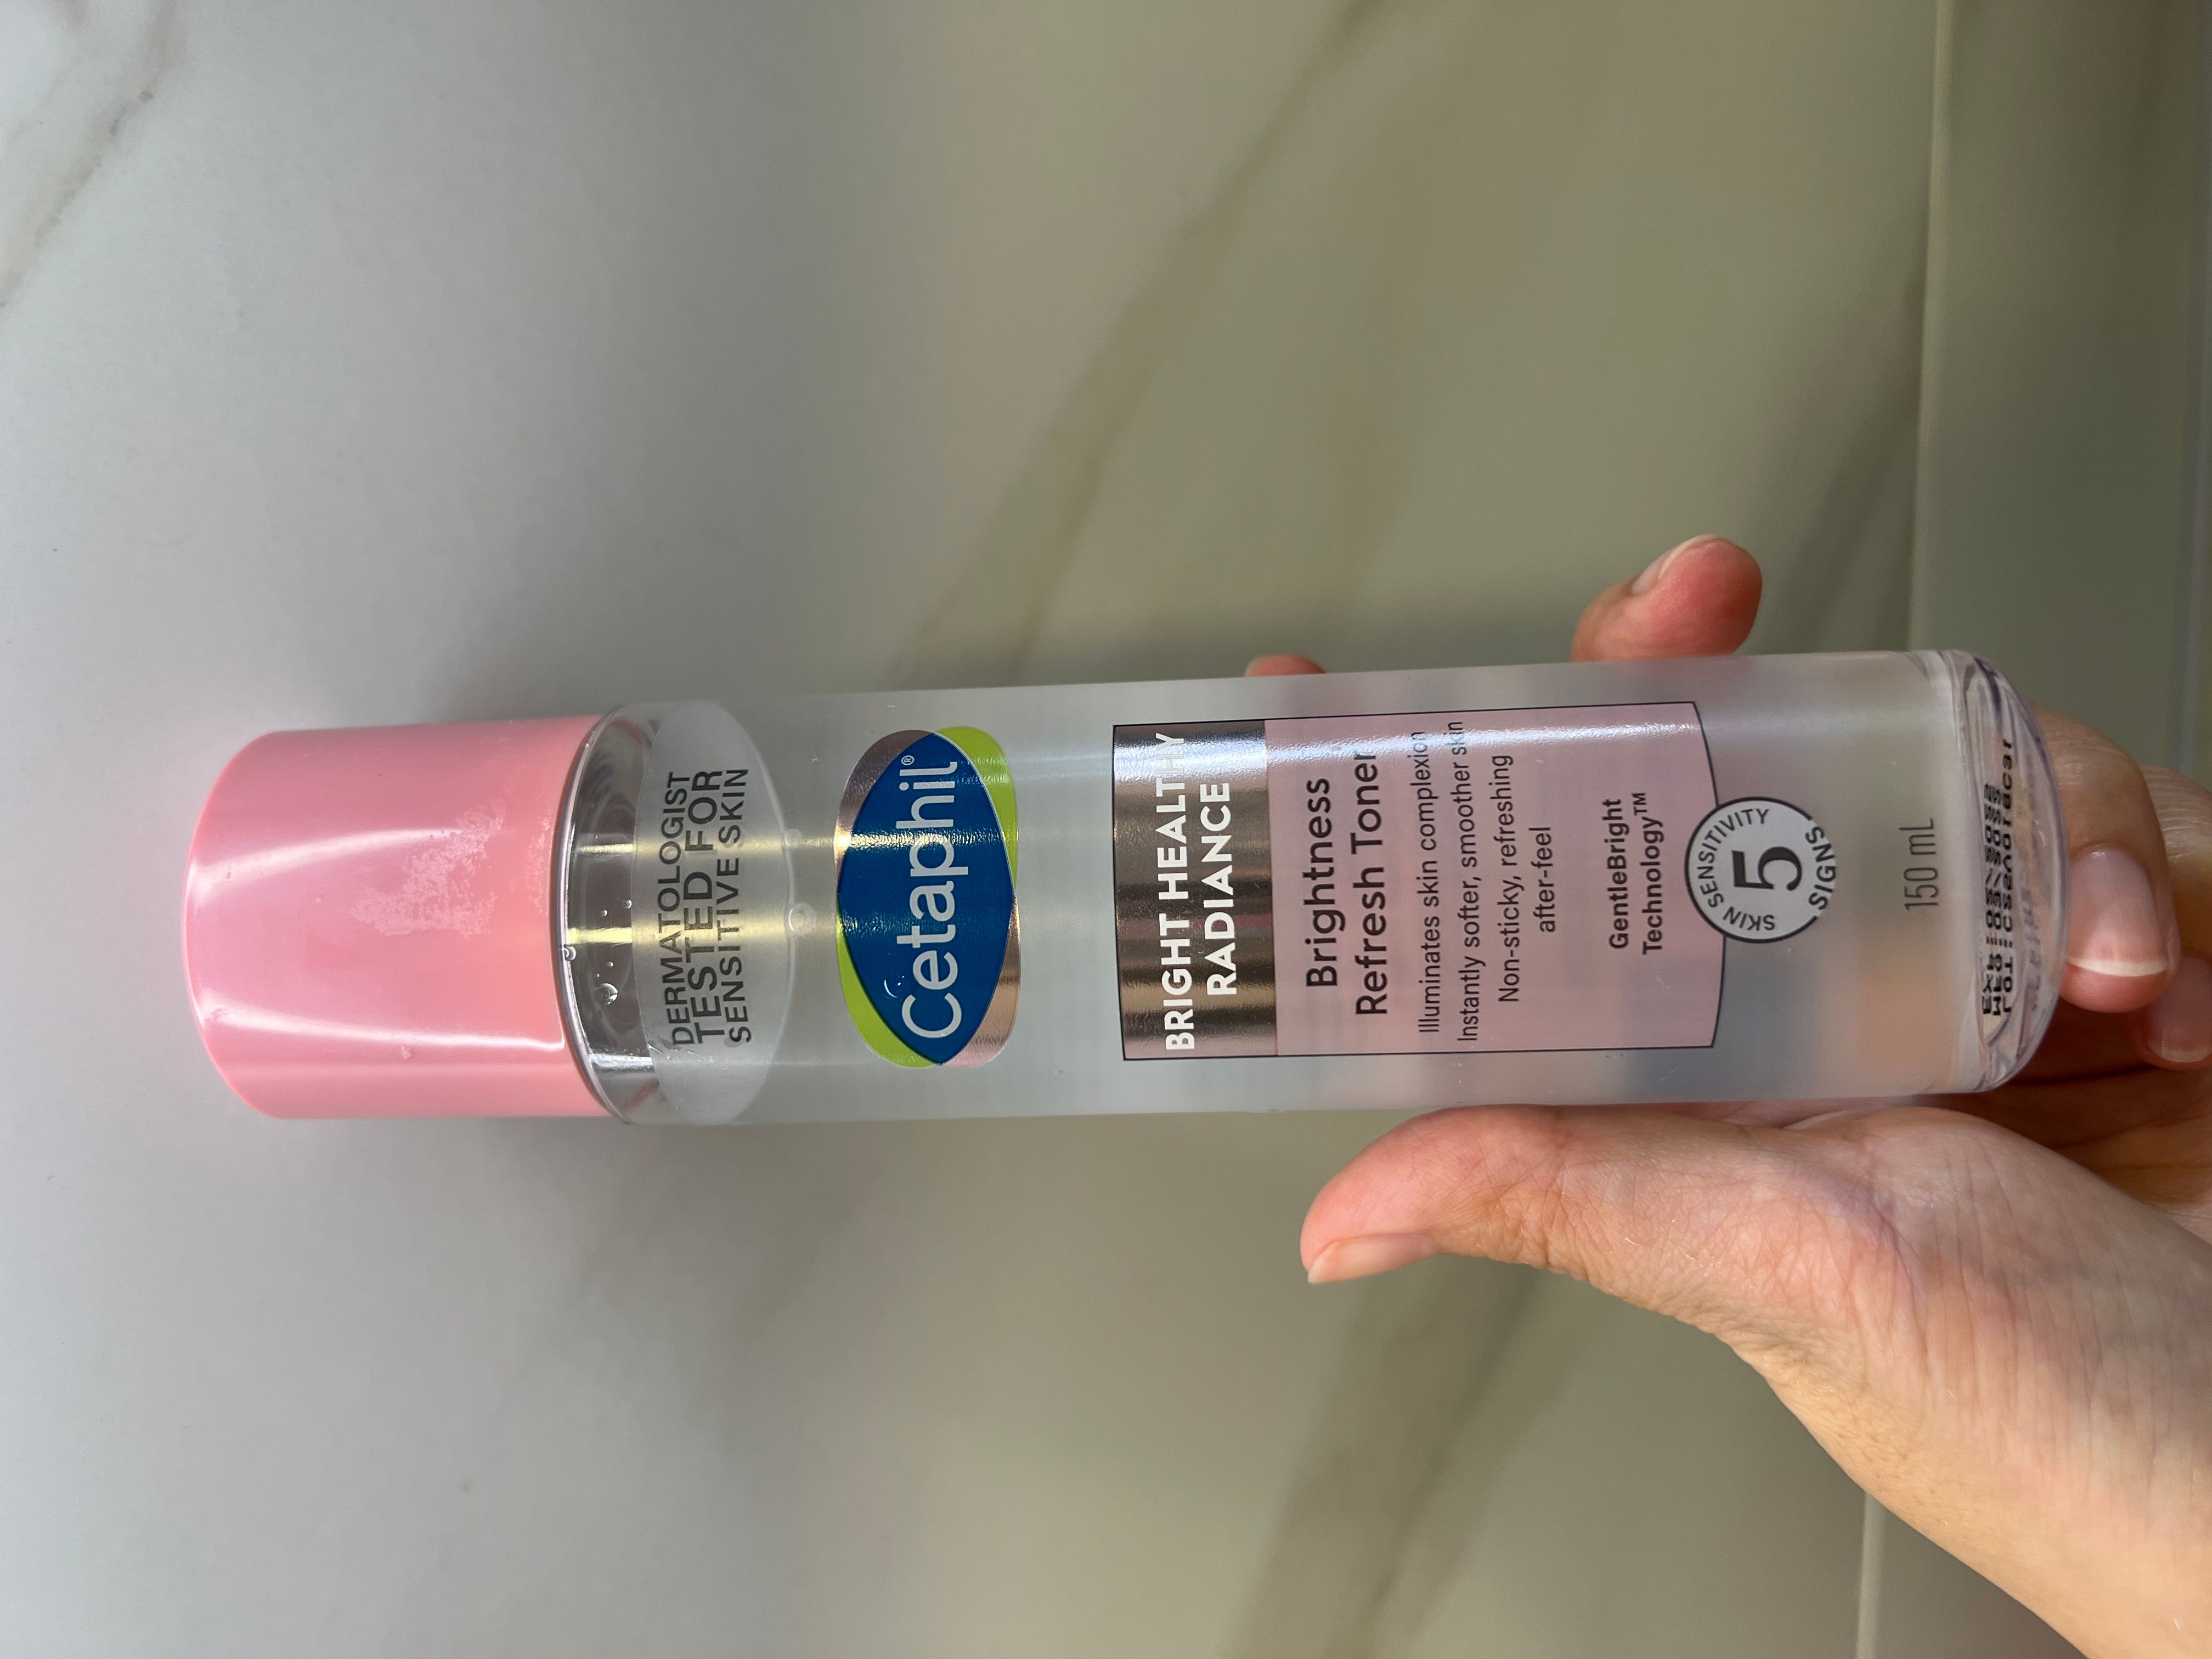 DERMATOLOGIST
TESTED FOR
SENSITIVE SKIN
Cetaphil®
BRIGHT HEALTHY
RADIANCE
Brightness
Refresh Toner
Illuminates skin complexion
Instantly softer, smoother skin
Non-sticky, refreshing
after-feel
GentleBright
Technology™
SKIN SENSITIVITY
5
SIGNS
150 mL